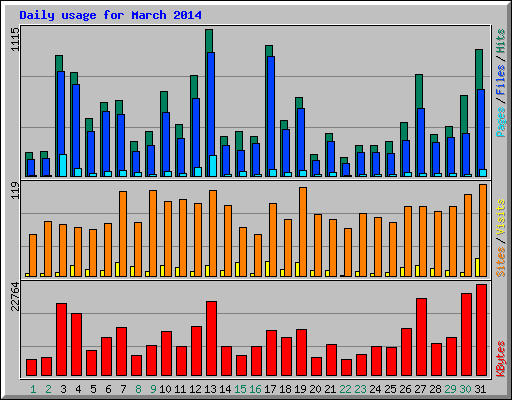 Daily usage for March 2014
1115
Pages / Files / Hits
119
Sites / Visits
22764
KBytes
1 2 3 4 5 6 7 8 9 10 11 12 13 14 15 16 17 18 19 20 21 22 23 24 25 26 27 28 29 30 31